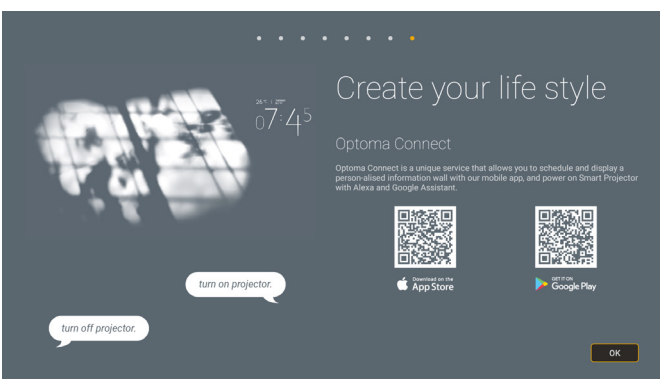 Create your life style
07:45
Optoma Connect
Optoma Connect is a unique service that allows you to schedule and display a
person-alised information wall with our mobile app, and power on Smart Projector
with Alexa and Google Assistant.
Download on the
App Store
GET IT ON
Google Play
turn on projector.
turn off projector.
OK